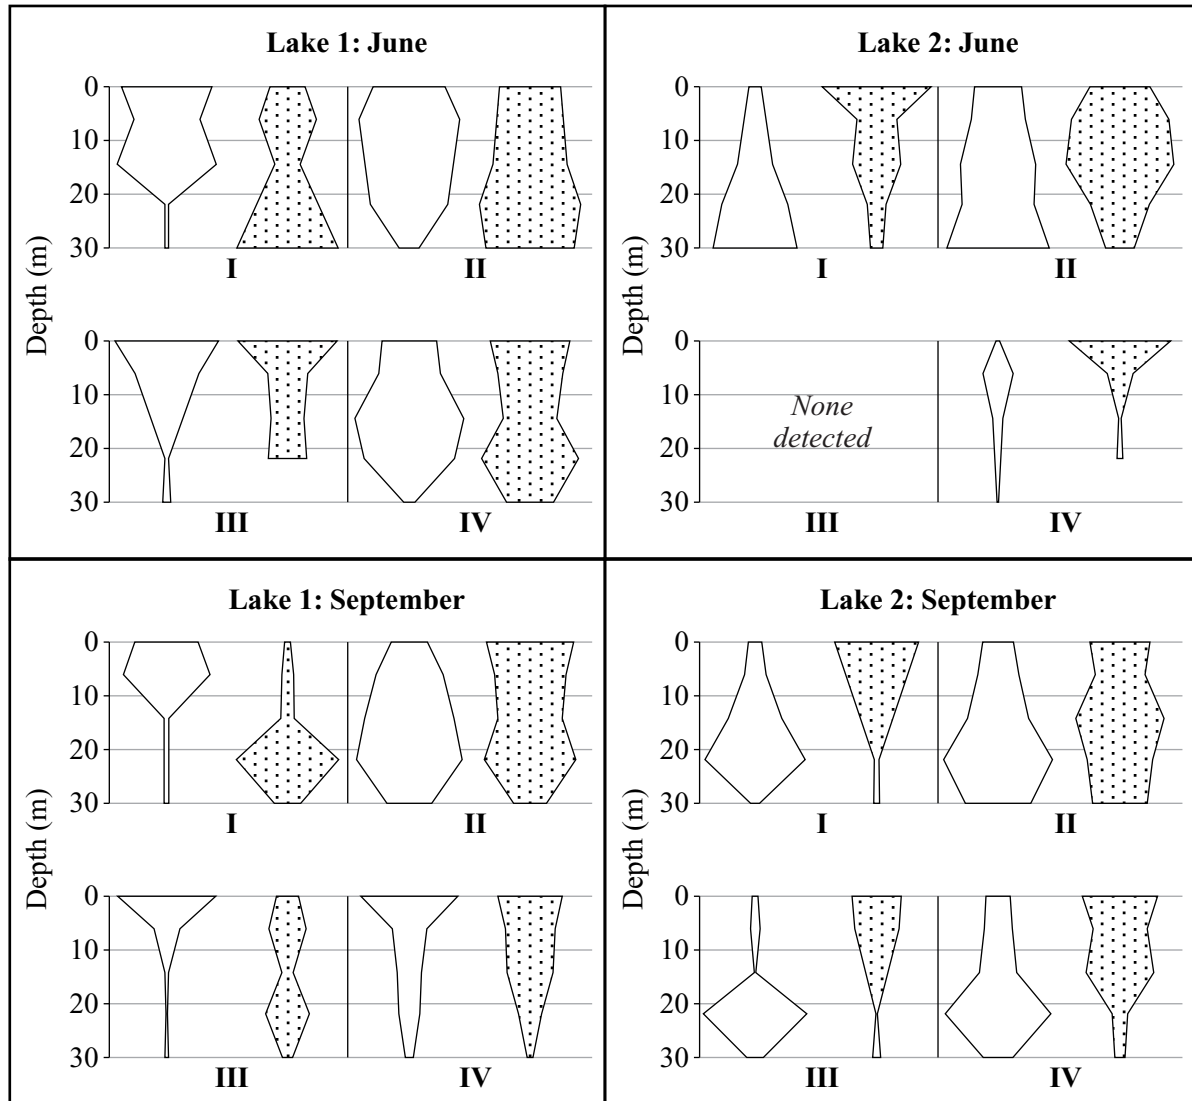 Lake 1: June
0
10
20
30
Depth (m)
I
II
0
10
20
30
III
IV
Lake 2: June
0
10
20
30
Depth (m)
I
II
0
10
20
30
None
detected
III
IV
Lake 1: September
0
10
20
30
Depth (m)
I
II
0
10
20
30
III
IV
Lake 2: September
0
10
20
30
Depth (m)
I
II
0
10
20
30
III
IV